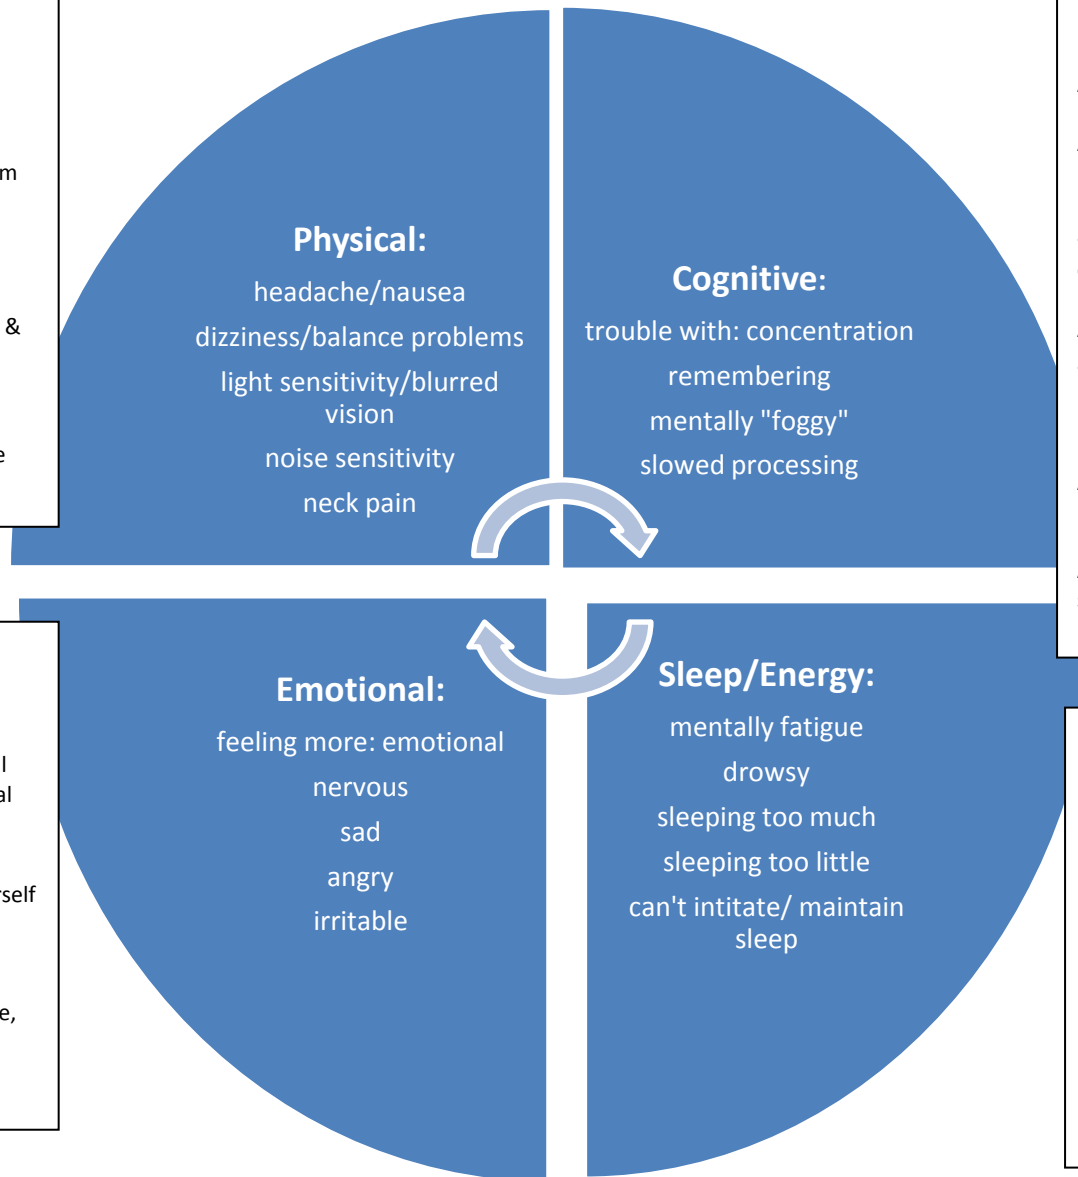 Physical:
headache/nausea
dizziness/balance problems
light sensitivity/blurred
vision
noise sensitivity
neck pain
Cognitive:
trouble with: concentration
remembering
mentally "foggy"
slowed processing
&
Emotional:
feeling more: emotional
nervous
sad
angry
irritable
Sleep/Energy:
mentally fatigue
drowsy
sleeping too much
sleeping too little
can't intitate/ maintain
sleep